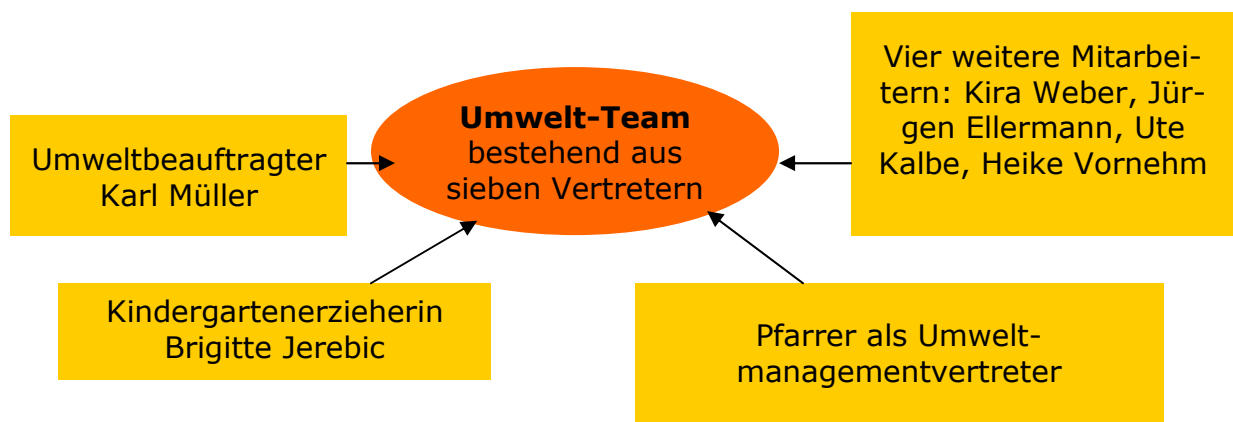 Vier weitere Mitarbei-
tern: Kira Weber, Jür-
gen Ellermann, Ute
Kalbe, Heike Vornehm
Umwelt-Team
bestehend aus
sieben Vertretern
Umweltbeauftragter
Karl Müller
Kindergartenerzieherin
Brigitte Jerebic
Pfarrer als Umwelt-
managementvertreter